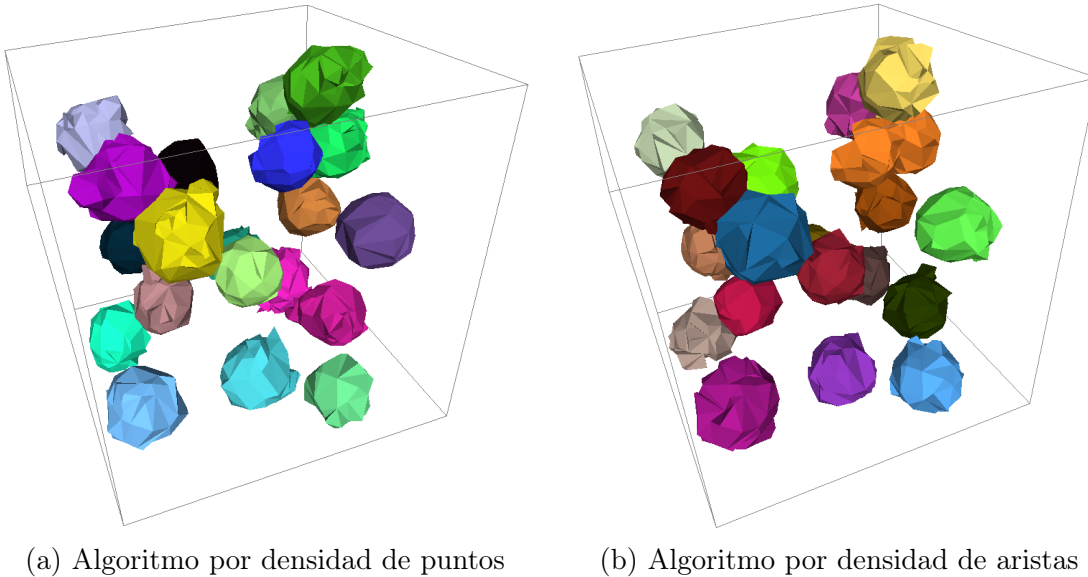 (a) Algoritmo por densidad de puntos
(b) Algoritmo por densidad de aristas